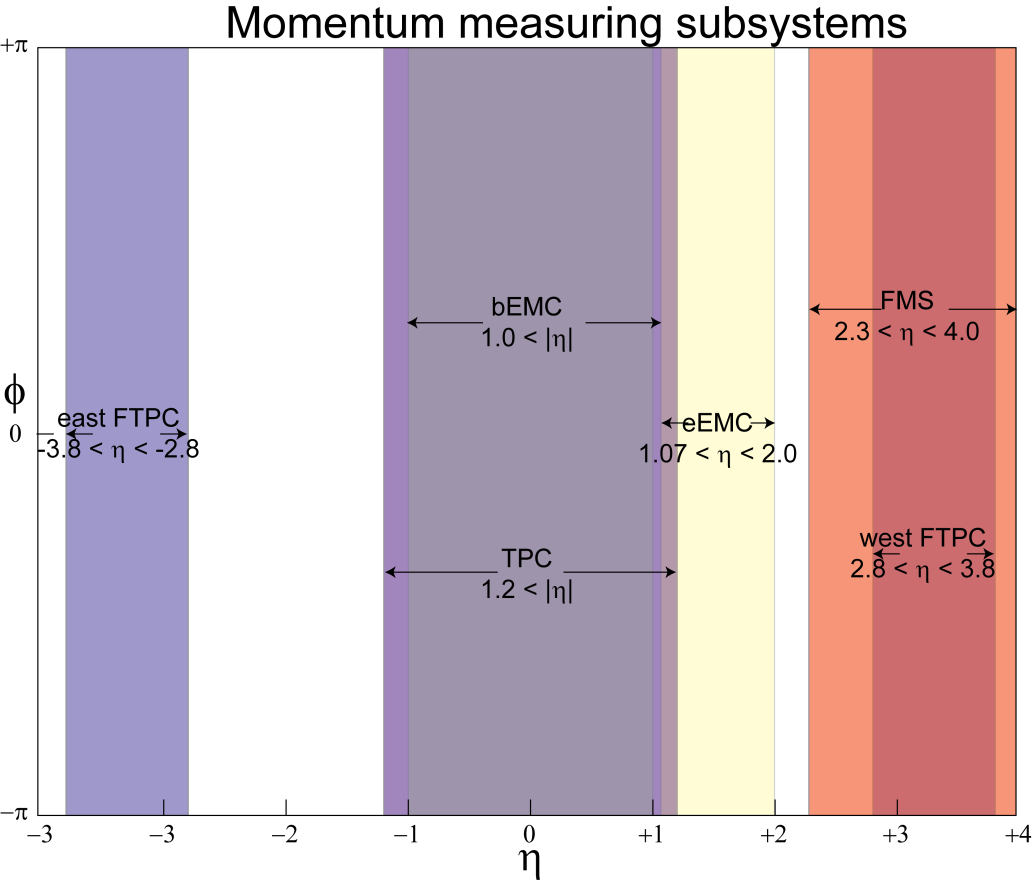 Momentum measuring subsystems
+π
bEMC
1.0 < |η|
FMS
2.3 < η < 4.0
ϕ
east FTPC
-3.8 < η < -2.8
0
eEMC
1.07 < η < 2.0
TPC
1.2 < |η|
west FTPC
2.8 < η < 3.8
−π
−3 −3 −2 −1 0 +1 +2 +3 +4
η